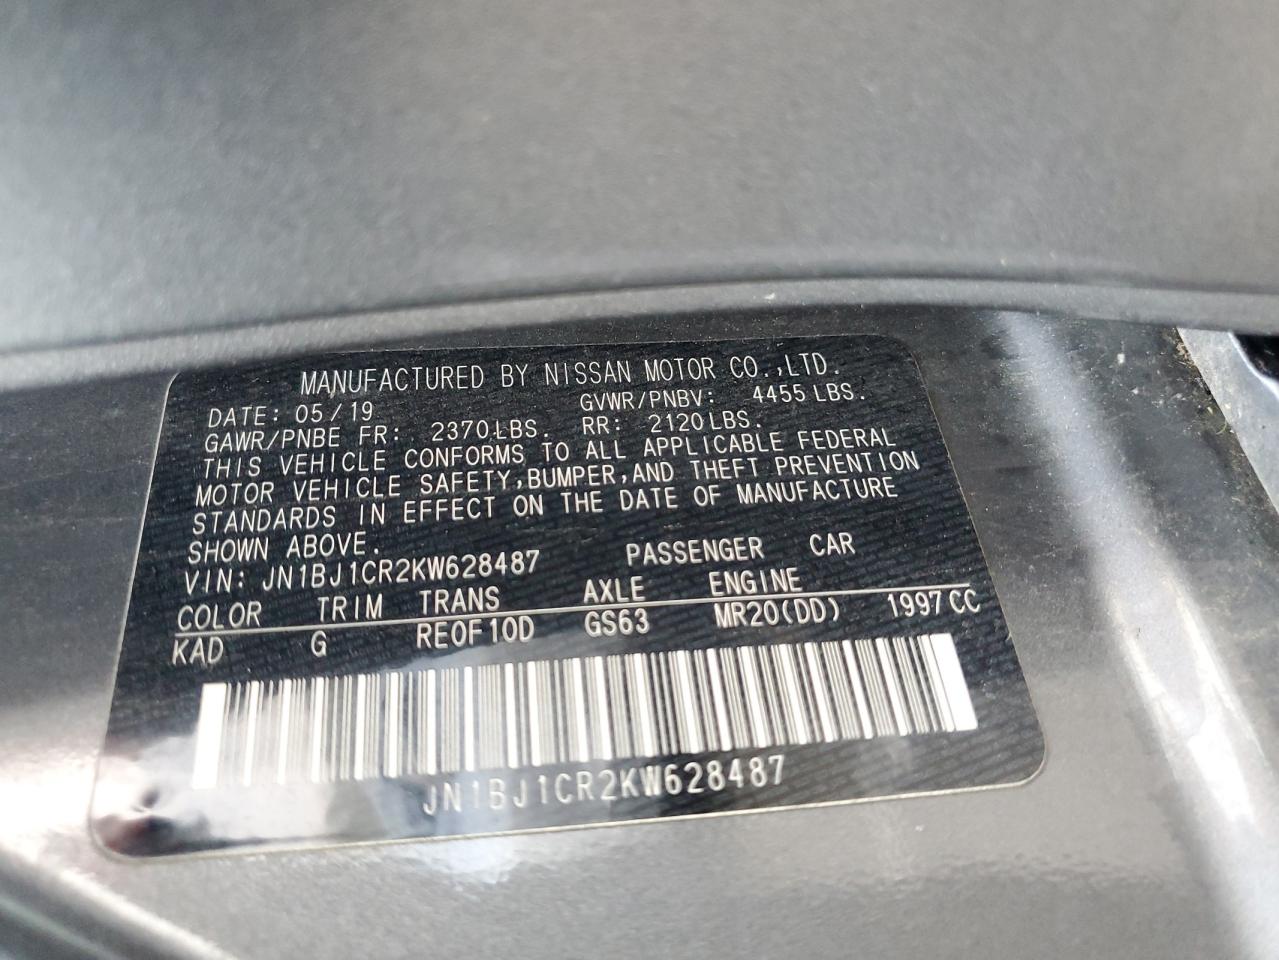 MANUFACTURED BY NISSAN MOTOR CO.,LTD.
DATE: 05/19 GVWR/PNBV: 4455 LBS.
GAWR/PNBE FR: 2370LBS. RR: 2120LBS.
THIS VEHICLE CONFORMS TO ALL APPLICABLE FEDERAL
MOTOR VEHICLE SAFETY,BUMPER,AND THEFT PREVENTION
STANDARDS IN EFFECT ON THE DATE OF MANUFACTURE
SHOWN ABOVE.
VIN: JN1BJ1CR2KW628487 PASSENGER CAR
COLOR TRIM TRANS AXLE ENGINE
KAD G RE0F10D GS63 MR20(DD) 1997CC
JN1BJ1CR2KW628487